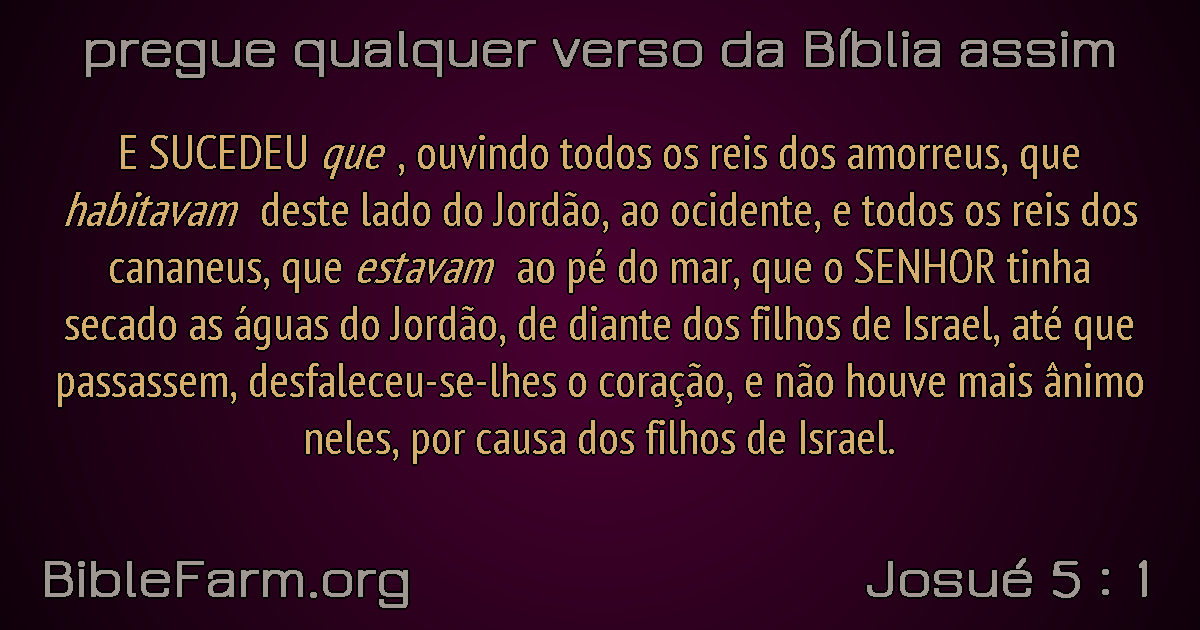 pregue qualquer verso da Bíblia assim
E SUCEDEU que , ouvindo todos os reis dos amorreus, que
habitavam deste lado do Jordão, ao ocidente, e todos os reis dos
cananeus, que estavam ao pé do mar, que o SENHOR tinha
secado as águas do Jordão, de diante dos filhos de Israel, até que
passassem, desfaleceu-se-lhes o coração, e não houve mais ânimo
neles, por causa dos filhos de Israel.
BibleFarm.org
Josué 5 : 1